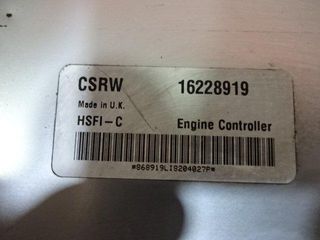 CSRW 16228919
Made in U.K.
HSFI-C Engine Controller
*868919LI8204027P*